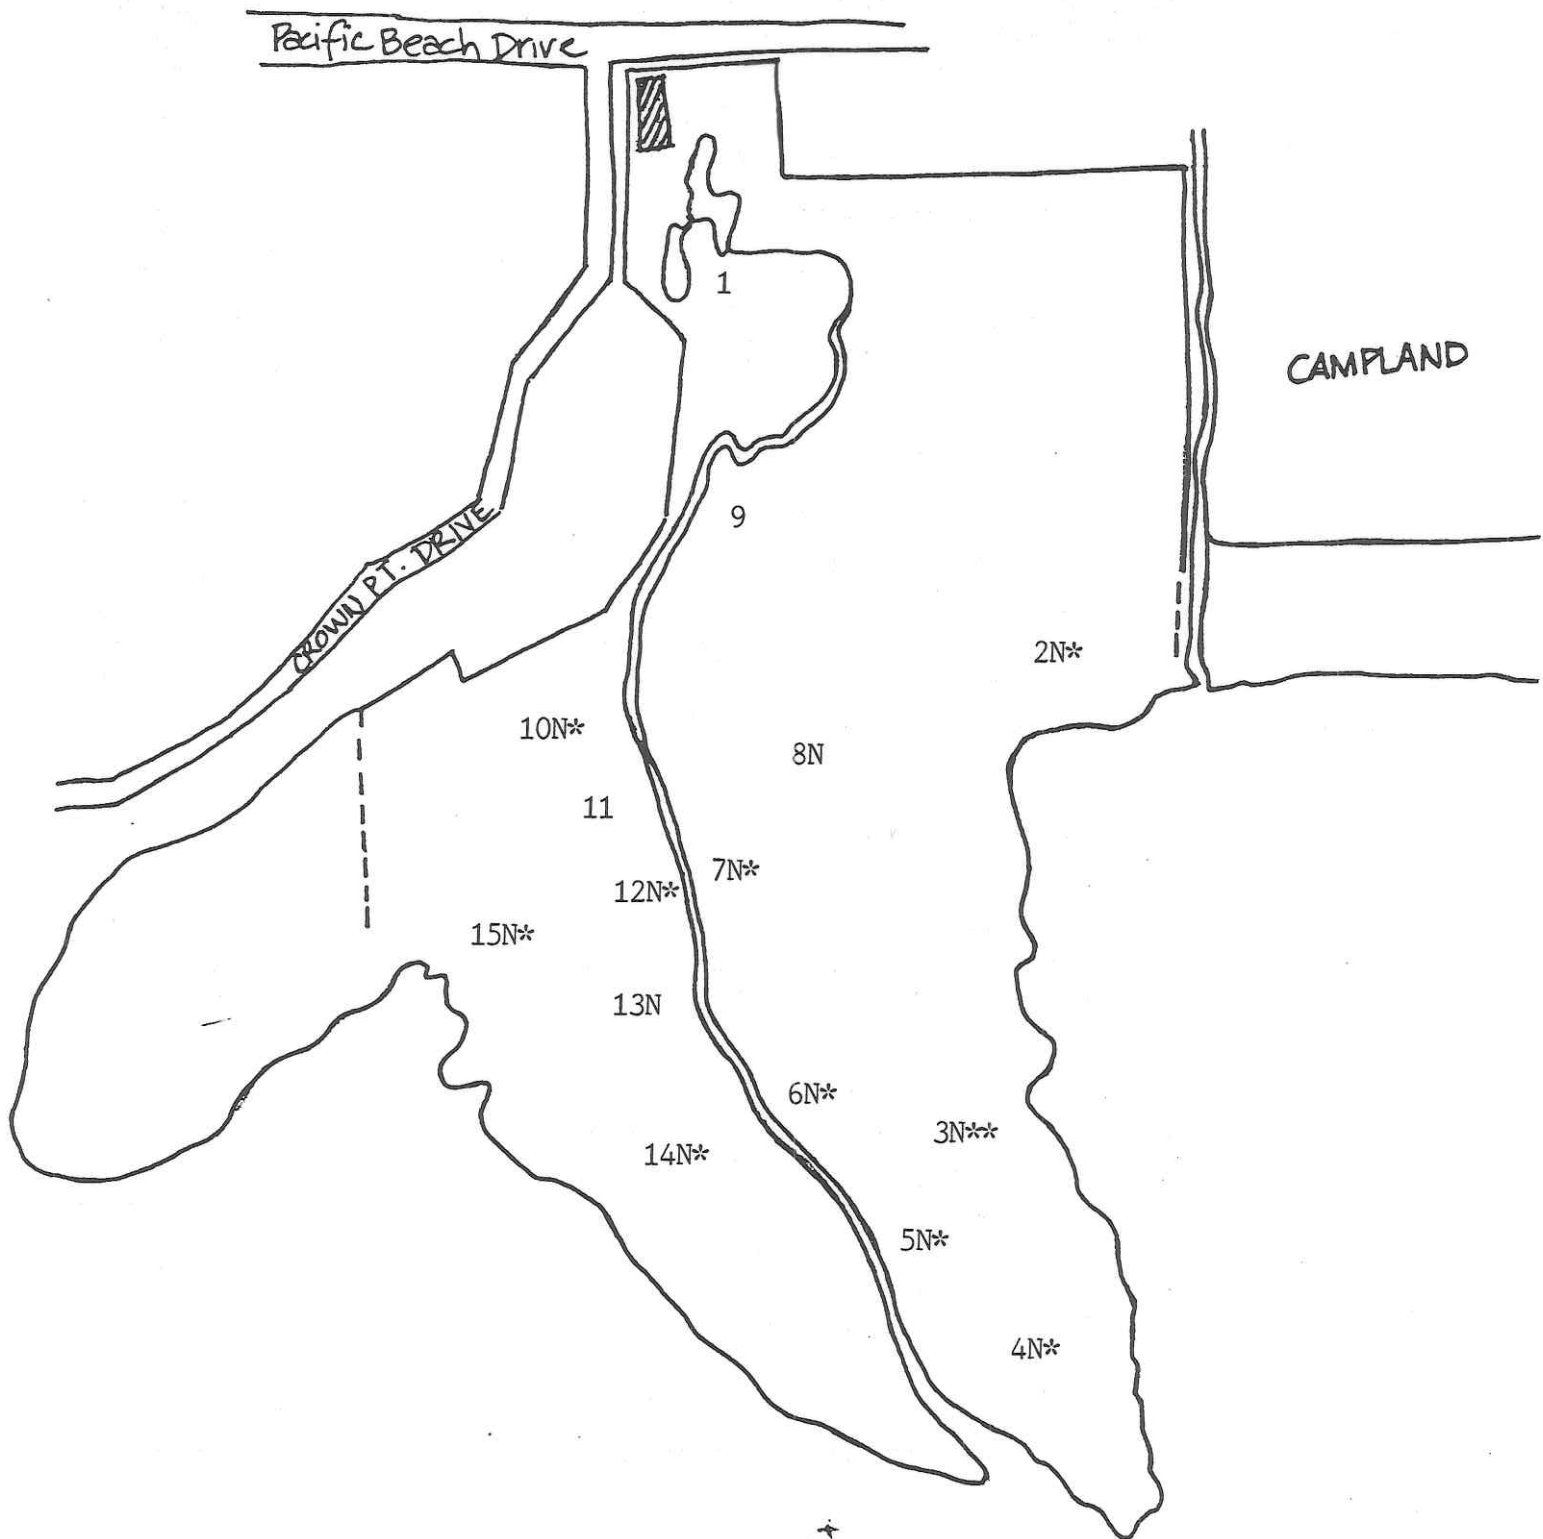 Pacific Beach Drive
1
CAMPLAND
9
CROWN PT. DRIVE
2N*
10N*
8N
11
7N*
12N*
15N*
13N
6N*
3N**
14N*
5N*
4N*